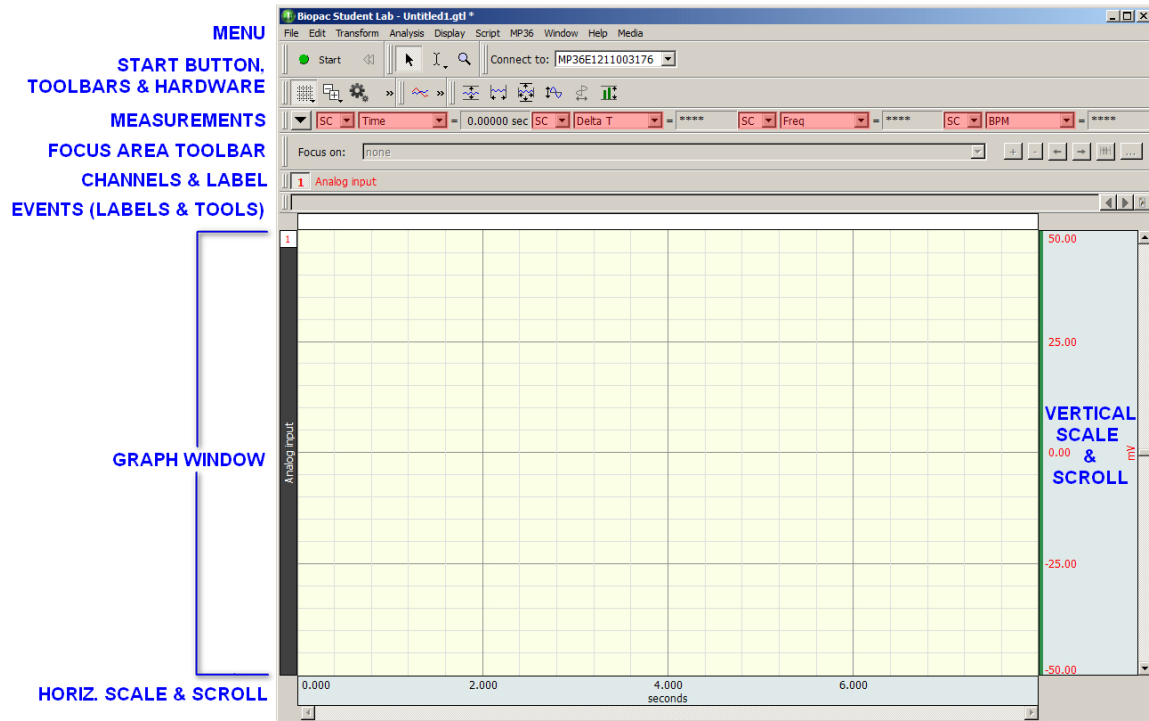 Biopac Student Lab - Untitled1.gtl *
MENU
File Edit Transform Analysis Display Script MP36 Window Help Media
START BUTTON,
TOOLBARS & HARDWARE
Start
Connect to: MP36E1211003176
MEASUREMENTS
SC Time = 0.00000 sec SC Delta T = **** SC Freq = **** SC BPM = ****
FOCUS AREA TOOLBAR
Focus on: none
+ - ...
CHANNELS & LABEL
1 Analog input
EVENTS (LABELS & TOOLS)
1
50.00
25.00
GRAPH WINDOW
Analog input
VERTICAL
SCALE
0.00 & mV
SCROLL
-25.00
-50.00
HORIZ. SCALE & SCROLL
0.000 2.000 4.000 6.000
seconds